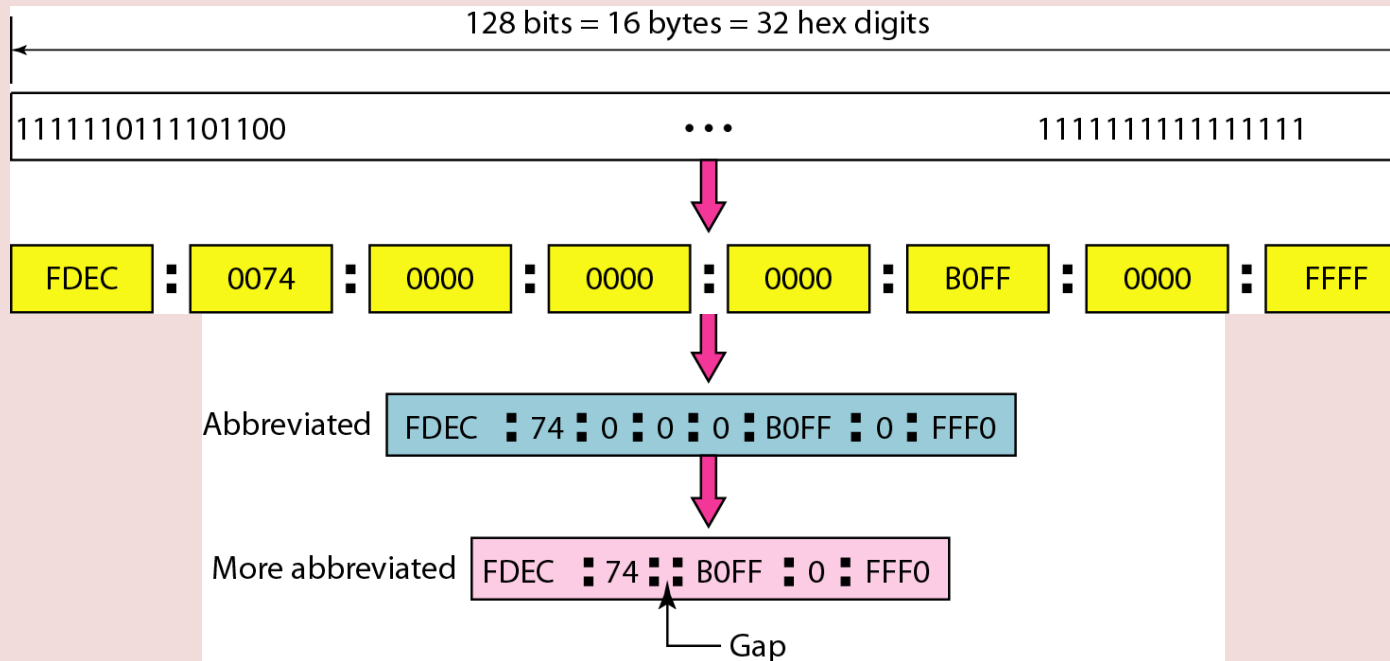 128 bits = 16 bytes = 32 hex digits
1111110111101100 ••• 1111111111111111
FDEC : 0074 : 0000 : 0000 : 0000 : B0FF : 0000 : FFFF
Abbreviated FDEC : 74 : 0 : 0 : 0 : B0FF : 0 : FFF0
More abbreviated FDEC : 74 : : B0FF : 0 : FFF0
Gap